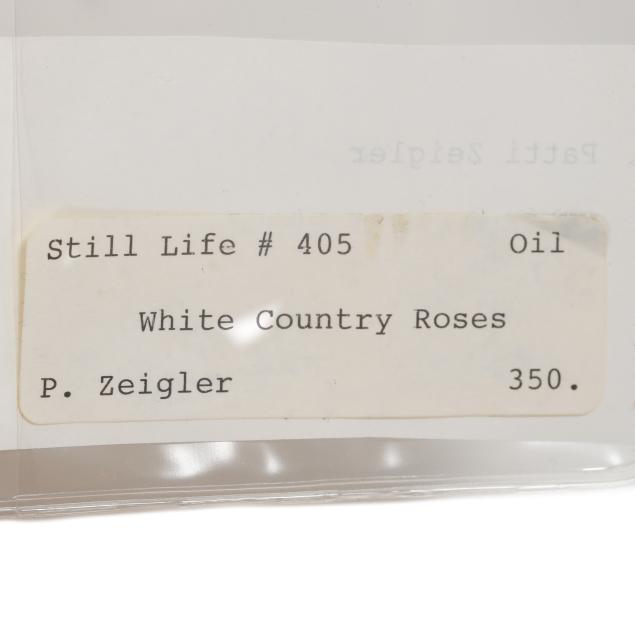 Patti Zeigler
Still Life # 405 Oil
White Country Roses
P. Zeigler 350.